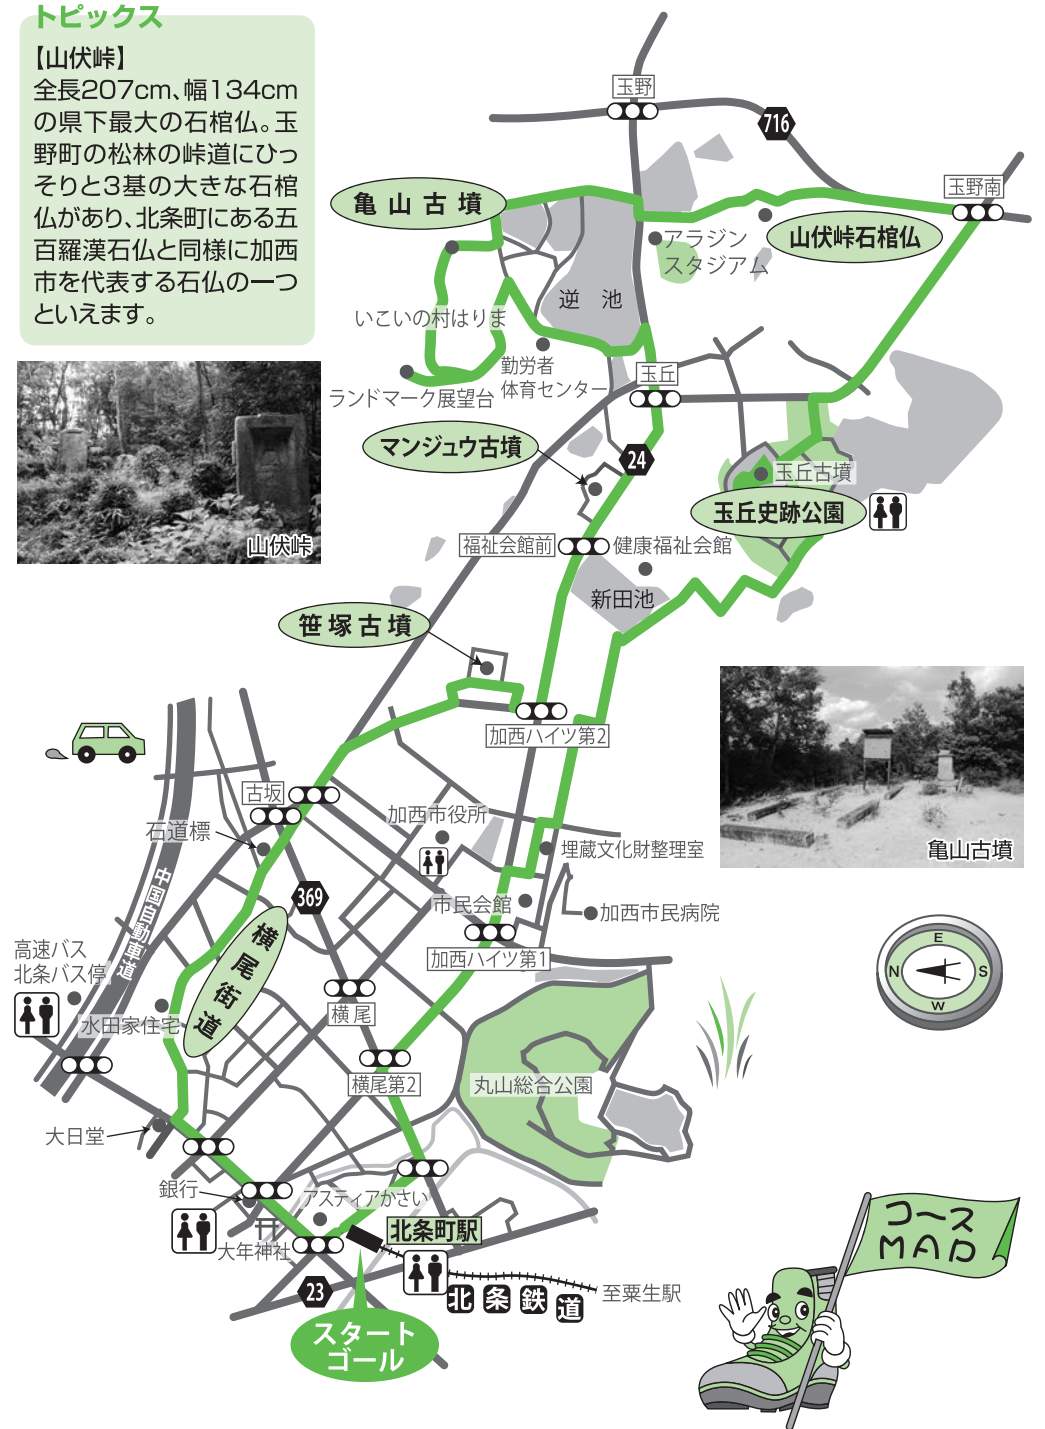 トピックス
【山伏峠】
全長207cm、幅134cm
の県下最大の石棺仏。玉
野町の松林の峠道にひっ
そりと3基の大きな石棺
仏があり、北条町にある五
百羅漢石仏と同様に加西
市を代表する石仏の一つ
といえます。
山伏峠
玉野
716
玉野南
亀山古墳
山伏峠石棺仏
アラジン
スタジアム
逆 池
いこいの村はりま
勤労者
体育センター
ランドマーク展望台
玉丘
マンジュウ古墳
24
玉丘古墳
玉丘史跡公園
福祉会館前
健康福祉会館
新田池
笹塚古墳
加西ハイツ第2
亀山古墳
古坂
石道標
加西市役所
埋蔵文化財整理室
369
市民会館
加西市民病院
中国自動車道
横尾街道
加西ハイツ第1
高速バス
北条バス停
水田家住宅
横尾
横尾第2
丸山総合公園
E
N
S
W
大日堂
銀行
アスティアかさい
大年神社
北条町駅
23
北条鉄道
至粟生駅
スタート
ゴール
コース
MAP